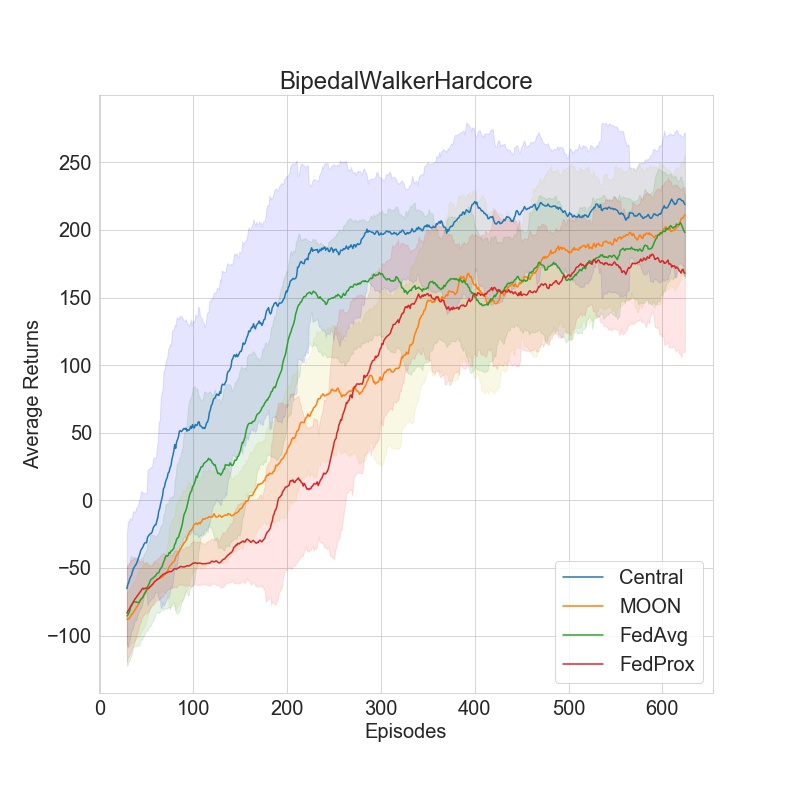 BipedalWalkerHardcore
Average Returns
250
200
150
100
50
0
−50
−100
0 100 200 300 400 500 600
Episodes
Central
MOON
FedAvg
FedProx